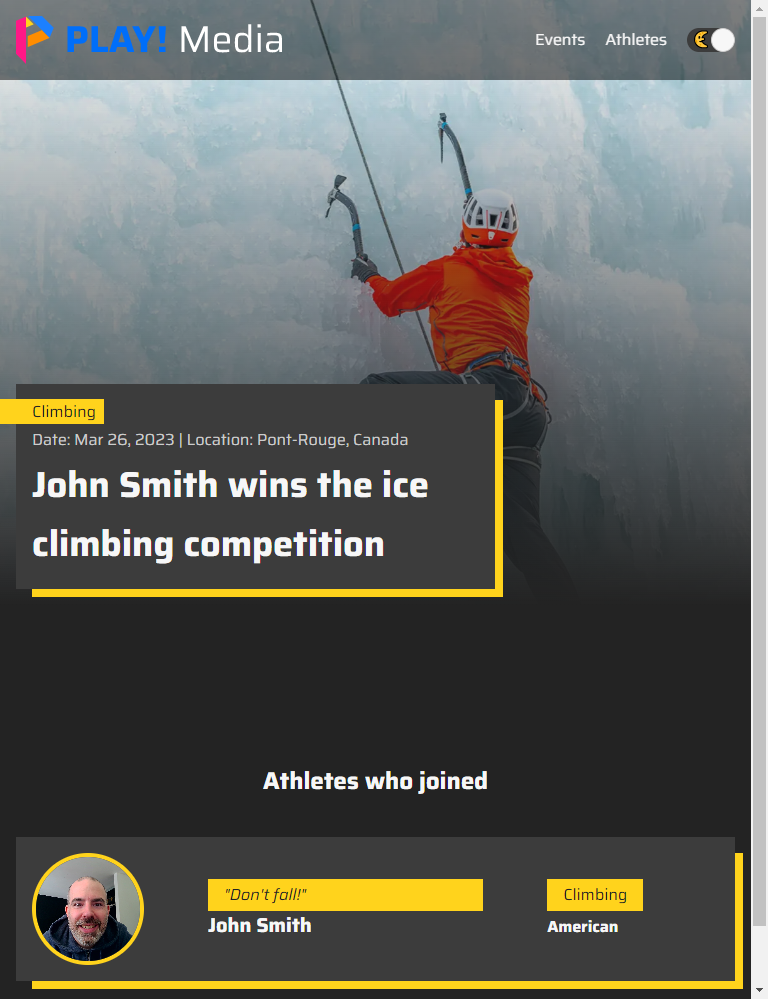 PLAY! Media
Events
Athletes
Climbing
Date: Mar 26, 2023 | Location: Pont-Rouge, Canada
John Smith wins the ice
climbing competition
Athletes who joined
"Don't fall!"
John Smith
Climbing
American